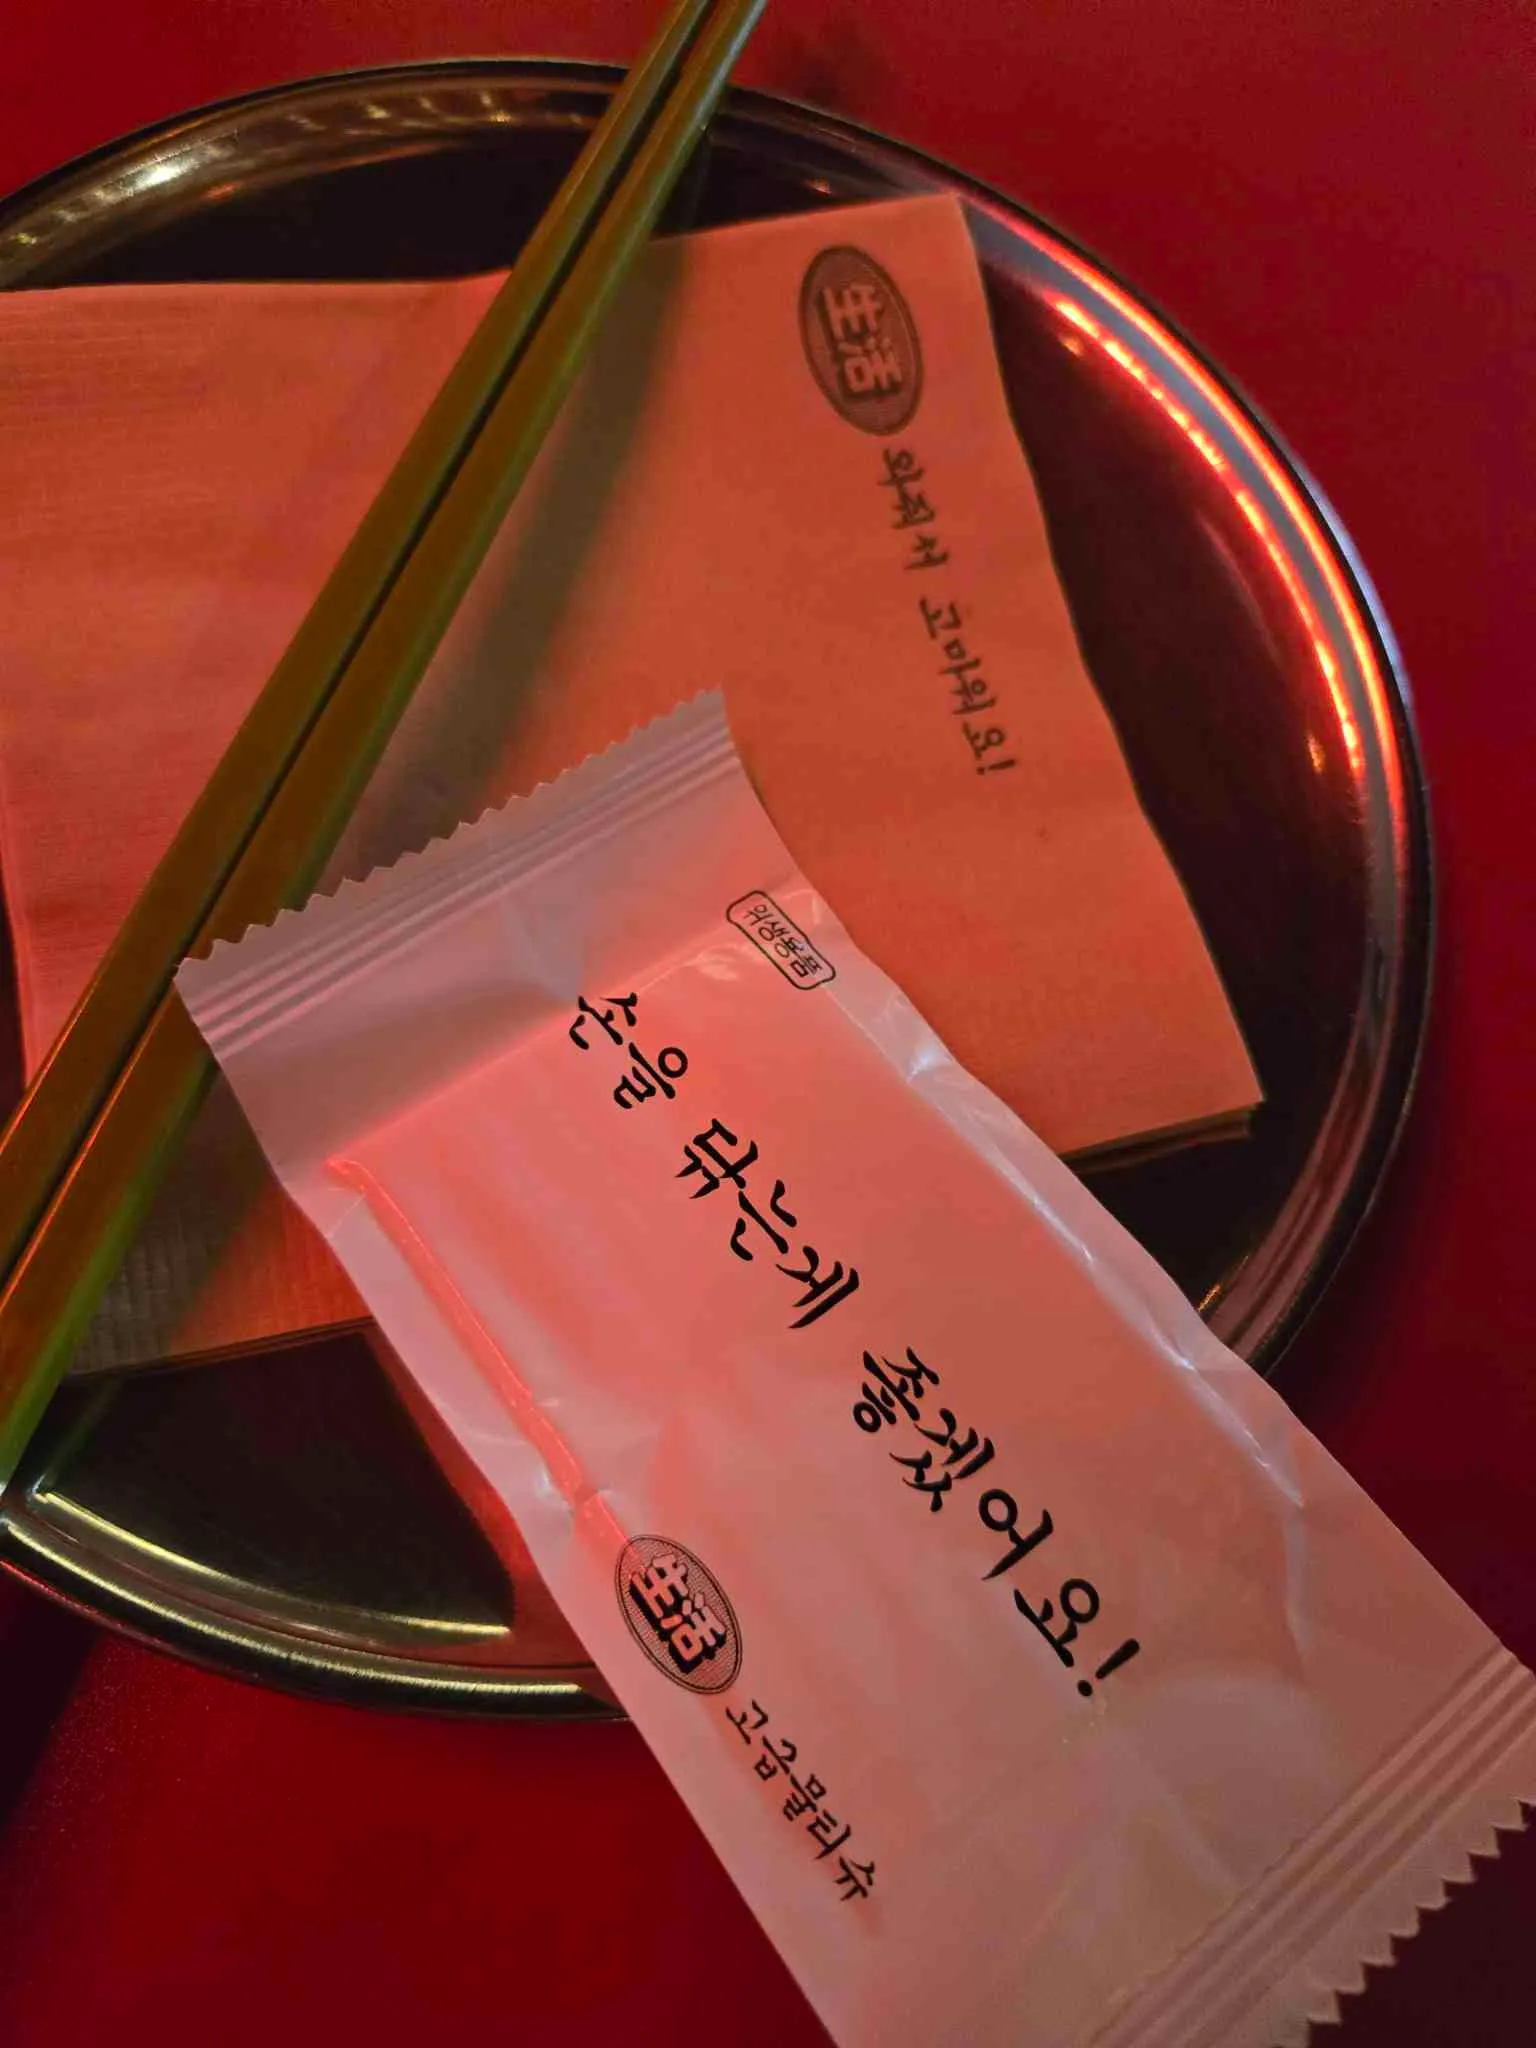 生活
와줘서 고마워요!
위생용품
손을 닦는게 좋겠어요!
生活
고급물티슈